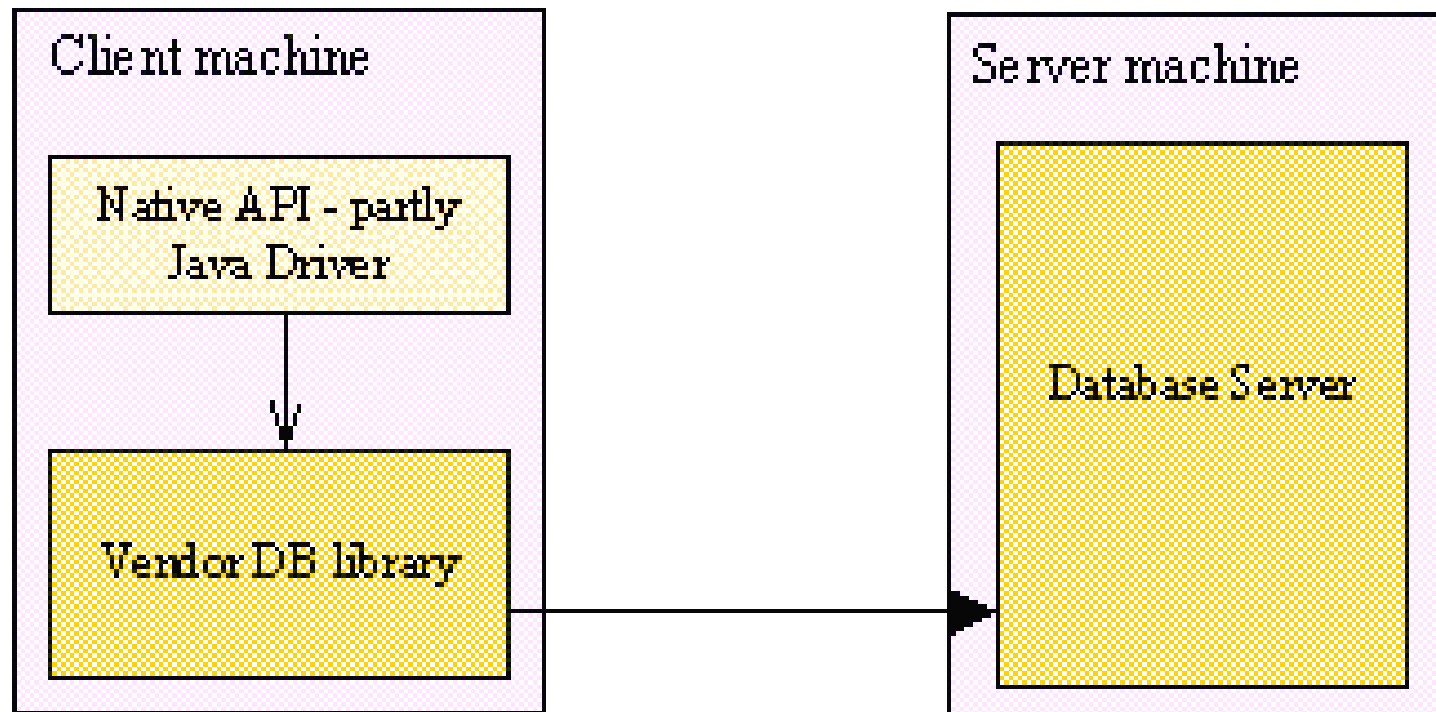 Client machine
Server machine
Native API - partly
Java Driver
Database Server
Vendor DB library